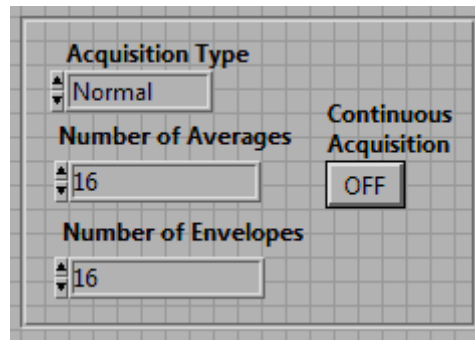 Acquisition Type
Normal
Number of Averages
16
Continuous
Acquisition
OFF
Number of Envelopes
16